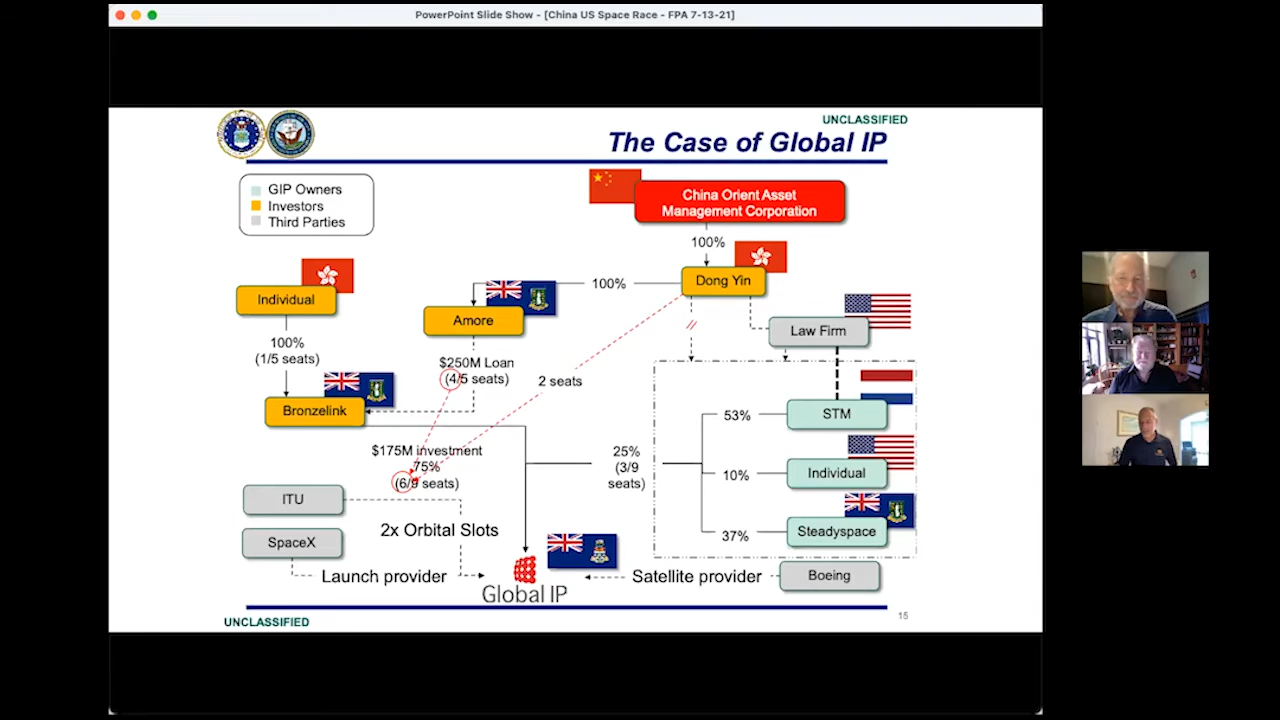 PowerPoint Slide Show - [China US Space Race - FPA 7-13-21]
UNCLASSIFIED
The Case of Global IP
GIP Owners
Investors
Third Parties
China Orient Asset
Management Corporation
100%
Dong Yin
100%
Individual
Amore
Law Firm
100%
(1/5 seats)
$250M Loan
(4/5 seats)
2 seats
Bronzelink
53%
STM
$175M investment
75%
(6/9 seats)
25%
(3/9
seats)
10%
Individual
ITU
2x Orbital Slots
37%
Steadyspace
SpaceX
Launch provider
Global IP
Satellite provider
Boeing
15
UNCLASSIFIED